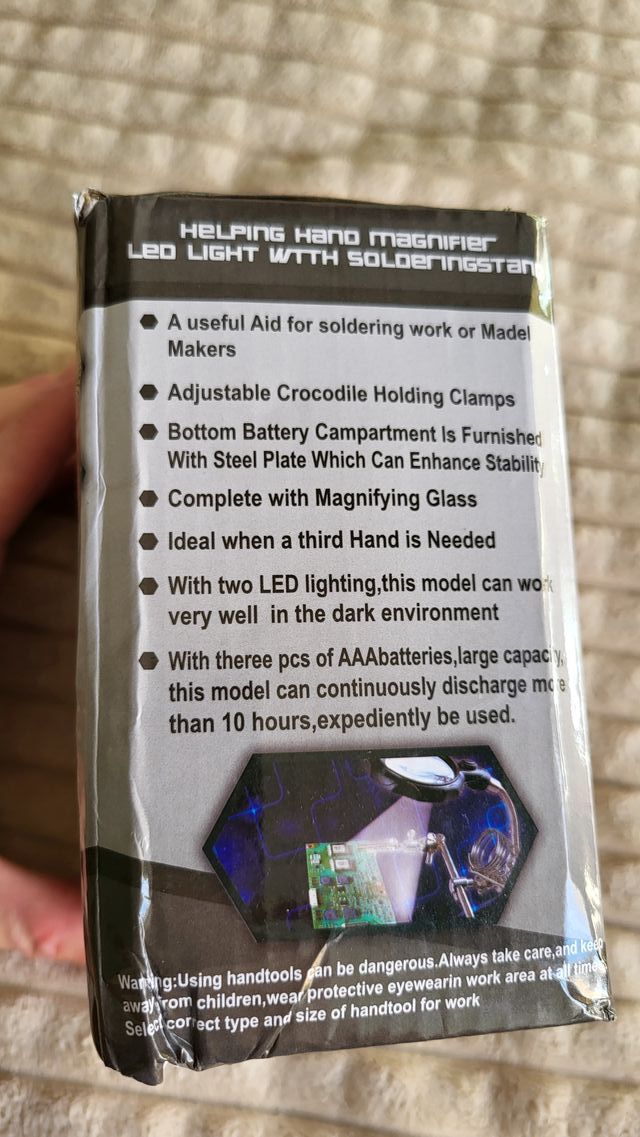 HELPING HAND MAGNIFIER
LED LIGHT WITH SOLDERINGSTAN
A useful Aid for soldering work or Madel
Makers
Adjustable Crocodile Holding Clamps
Bottom Battery Campartment Is Furnished
With Steel Plate Which Can Enhance Stability
Complete with Magnifying Glass
Ideal when a third Hand is Needed
With two LED lighting,this model can work
very well in the dark environment
With theree pcs of AAAbatteries,large capacity,
this model can continuously discharge more
than 10 hours,expediently be used.
Warning:Using handtools can be dangerous.Always take care,and keep
away from children,wear protective eyewearin work area at all time
Select correct type and size of handtool for work